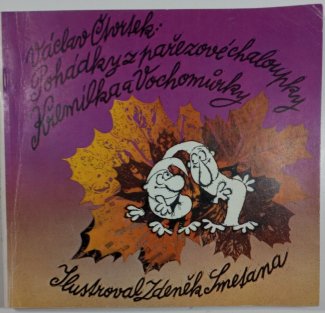 Václav Čtvrtek:
Pohádky z pařezové chaloupky
Křemílka a Vochomůrky
Ilustroval Zdeněk Smetana